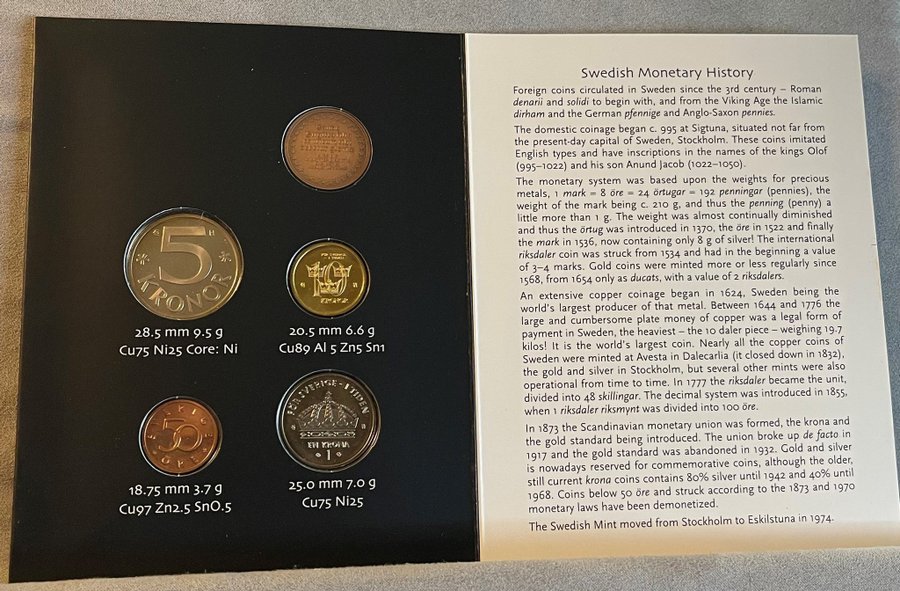 5
KRONOR
28.5 mm 9.5 g
Cu75 Ni25 Core: Ni
10
KRONOR
20.5 mm 6.6 g
Cu89 Al 5 Zn5 Sn1
50
ÖRE
18.75 mm 3.7 g
Cu97 Zn2.5 SnO.5
FÖR SVERIGE - I TIDEN
EN KRONA
1
25.0 mm 7.0 g
Cu75 Ni25
Swedish Monetary History
Foreign coins circulated in Sweden since the 3rd century – Roman
denarii and solidi to begin with, and from the Viking Age the Islamic
dirham and the German pfennige and Anglo-Saxon pennies.
The domestic coinage began c. 995 at Sigtuna, situated not far from
the present-day capital of Sweden, Stockholm. These coins imitated
English types and have inscriptions in the names of the kings Olof
(995–1022) and his son Anund Jacob (1022–1050).
The monetary system was based upon the weights for precious
metals, 1 mark = 8 öre = 24 örtugar = 192 penningar (pennies), the
weight of the mark being c. 210 g, and thus the penning (penny) a
little more than 1 g. The weight was almost continually diminished
and thus the örtug was introduced in 1370, the öre in 1522 and finally
the mark in 1536, now containing only 8 g of silver! The international
riksdaler coin was struck from 1534 and had in the beginning a value
of 3–4 marks. Gold coins were minted more or less regularly since
1568, from 1654 only as ducats, with a value of 2 riksdalers.
An extensive copper coinage began in 1624, Sweden being the
world's largest producer of that metal. Between 1644 and 1776 the
large and cumbersome plate money of copper was a legal form of
payment in Sweden, the heaviest – the 10 daler piece – weighing 19.7
kilos! It is the world's largest coin. Nearly all the copper coins of
Sweden were minted at Avesta in Dalecarlia (it closed down in 1832),
the gold and silver in Stockholm, but several other mints were also
operational from time to time. In 1777 the riksdaler became the unit,
divided into 48 skillingar. The decimal system was introduced in 1855,
when 1 riksdaler riksmynt was divided into 100 öre.
In 1873 the Scandinavian monetary union was formed, the krona and
the gold standard being introduced. The union broke up de facto in
1917 and the gold standard was abandoned in 1932. Gold and silver
is nowadays reserved for commemorative coins, although the older,
still current krona coins contains 80% silver until 1942 and 40% until
1968. Coins below 50 öre and struck according to the 1873 and 1970
monetary laws have been demonetized.
The Swedish Mint moved from Stockholm to Eskilstuna in 1974.